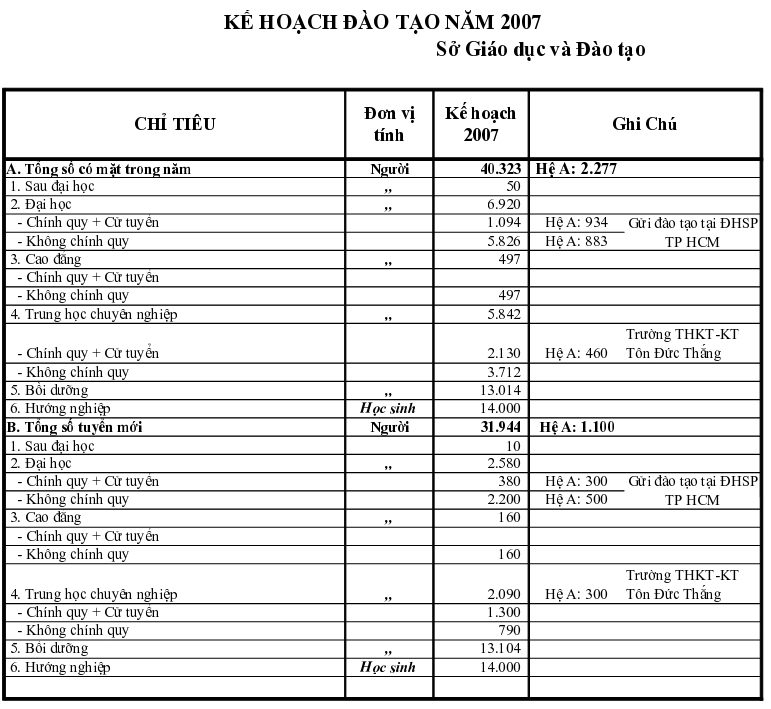 KẾ HOẠCH ĐÀO TẠO NĂM 2007
Sở Giáo dục và Đào tạo
CHỈ TIÊU Đơn vị tính Kế hoạch 2007 Ghi Chú
A. Tổng số có mặt trong năm Người 40.323 Hệ A: 2.277
1. Sau đại học ,, 50
2. Đại học ,, 6.920
- Chính quy + Cử tuyển 1.094 Hệ A: 934 Gửi đào tạo tại ĐHSP
- Không chính quy 5.826 Hệ A: 883 TP HCM
3. Cao đẳng ,, 497
- Chính quy + Cử tuyển
- Không chính quy 497
4. Trung học chuyên nghiệp ,, 5.842
Trường THKT-KT
- Chính quy + Cử tuyển 2.130 Hệ A: 460 Tôn Đức Thắng
- Không chính quy 3.712
5. Bồi dưỡng ,, 13.014
6. Hướng nghiệp Học sinh 14.000
B. Tổng số tuyển mới Người 31.944 Hệ A: 1.100
1. Sau đại học 10
2. Đại học ,, 2.580
- Chính quy + Cử tuyển 380 Hệ A: 300 Gửi đào tạo tại ĐHSP
- Không chính quy 2.200 Hệ A: 500 TP HCM
3. Cao đẳng ,, 160
- Chính quy + Cử tuyển
- Không chính quy 160
Trường THKT-KT
4. Trung học chuyên nghiệp ,, 2.090 Hệ A: 300 Tôn Đức Thắng
- Chính quy + Cử tuyển 1.300
- Không chính quy 790
5. Bồi dưỡng ,, 13.104
6. Hướng nghiệp Học sinh 14.000